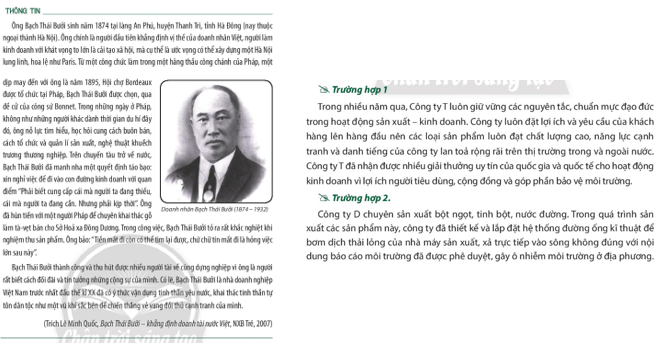 THÔNG TIN
Ông Bạch Thái Bưởi sinh năm 1874 tại làng An Phú, huyện Thanh Trì, tỉnh Hà Đông (nay thuộc
ngoại thành Hà Nội). Ông chính là người đầu tiên khẳng định vị thế của doanh nhân Việt, người làm
kinh doanh với khát vọng to lớn là cải tạo xã hội, mà cụ thể là ước vọng có thể xây dựng một Hà Nội
lung linh, hoa lệ như Paris. Từ một công chức làm trong một hãng thầu công chánh của Pháp, một
dịp may đến với ông là năm 1895, Hội chợ Bordeaux
được tổ chức tại Pháp, Bạch Thái Bưởi được chọn, qua
đề cử của công sứ Bonnet. Trong những ngày ở Pháp,
không như những người khác dành thời gian du hí đây
đó, ông nỗ lực tìm hiểu, học hỏi cung cách buôn bán,
cách tổ chức và quản lí sản xuất, nghệ thuật khuếch
trương thương nghiệp. Trên chuyến tàu trở về nước,
Bạch Thái Bưởi đã manh nha một quyết định táo bạo:
xin nghỉ việc để đi vào con đường kinh doanh với quan
điểm "Phải biết cung cấp cái mà người ta đang thiếu,
cái mà người ta đang cần. Nhưng phải kịp thời". Ông
đã hùn tiền với một người Pháp để chuyên khai thác gỗ
làm tà-vẹt bán cho Sở Hoả xa Đông Dương. Trong công việc, Bạch Thái Bưởi tỏ ra rất khắc nghiệt khi
nghiệm thu sản phẩm. Ông bảo: "Tiền mất đi còn có thể tìm lại được, chứ chữ tín mất đi là hỏng việc
lớn sau này".
Doanh nhân Bạch Thái Bưởi (1874 – 1932)
Bạch Thái Bưởi thành công và thu hút được nhiều người tài về cùng dựng nghiệp vì ông là người
rất biết cách đối đãi và tin tưởng những cộng sự của mình. Có lẽ, Bạch Thái Bưởi là nhà doanh nghiệp
Việt Nam trước nhất đầu thế kỉ XX đã có ý thức vận dụng tinh thần yêu nước, khai thác tinh thần tự
tôn dân tộc như một vũ khí sắc bén để chiến thắng vẻ vang đối thủ cạnh tranh của mình.
(Trích Lê Minh Quốc, Bạch Thái Bưởi – khẳng định doanh tài nước Việt, NXB Trẻ, 2007)
Chân trời sáng tạo
Chân trời sáng tạo
Trường hợp 1
Trong nhiều năm qua, Công ty T luôn giữ vững các nguyên tắc, chuẩn mực đạo đức
trong hoạt động sản xuất – kinh doanh. Công ty luôn đặt lợi ích và yêu cầu của khách
hàng lên hàng đầu nên các loại sản phẩm luôn đạt chất lượng cao, năng lực cạnh
tranh và danh tiếng của công ty lan toả rộng rãi trên thị trường trong và ngoài nước.
Công ty T đã nhận được nhiều giải thưởng uy tín của quốc gia và quốc tế cho hoạt động
kinh doanh vì lợi ích người tiêu dùng, cộng đồng và góp phần bảo vệ môi trường.
Trường hợp 2.
Công ty D chuyên sản xuất bột ngọt, tinh bột, nước đường. Trong quá trình sản
xuất các sản phẩm này, công ty đã thiết kế và lắp đặt hệ thống đường ống kĩ thuật để
bơm dịch thải lỏng của nhà máy sản xuất, xả trực tiếp vào sông không đúng với nội
dung báo cáo môi trường đã được phê duyệt, gây ô nhiễm môi trường ở địa phương.